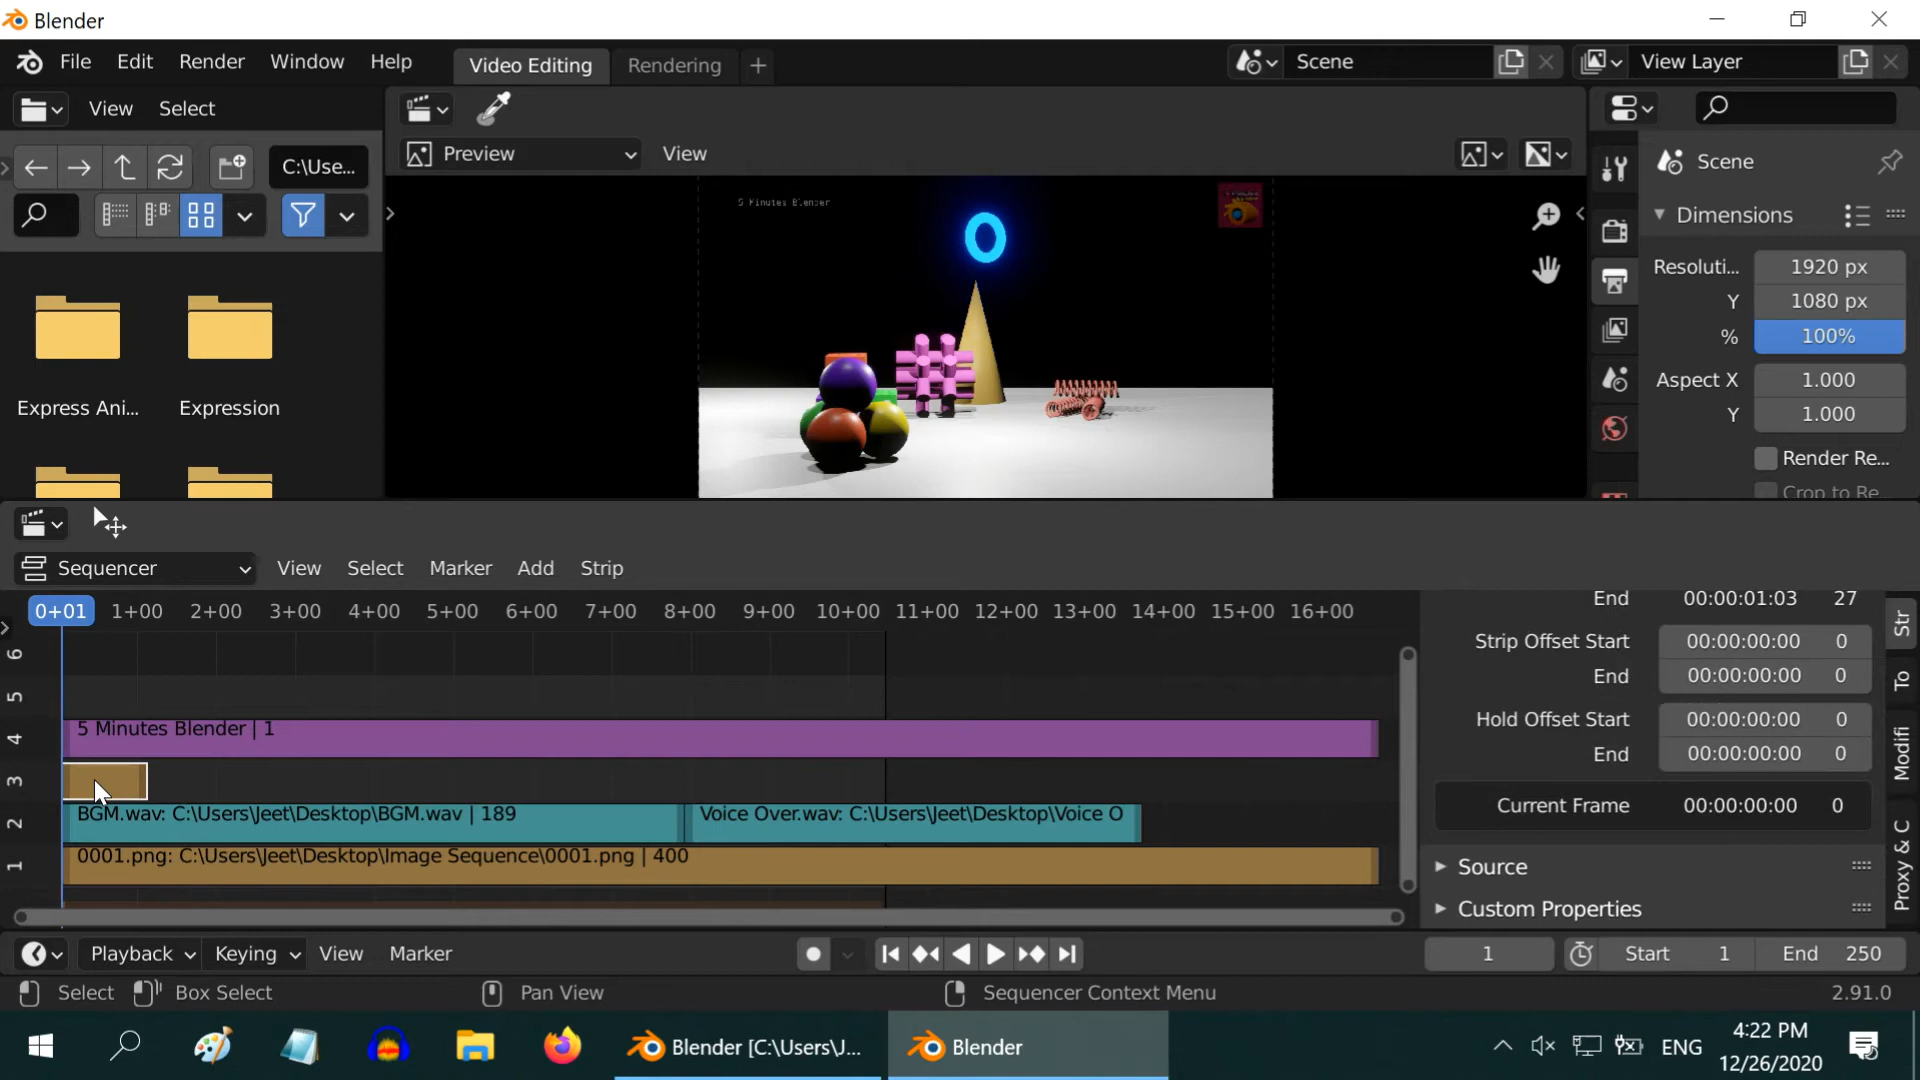 Blender
File Edit Render Window Help Video Editing Rendering + Scene View Layer
View Select
Preview View
Scene
C:\Use...
5 Minutes Blender
Dimensions
Resoluti... 1920 px
Y 1080 px
% 100%
Aspect X 1.000
Y 1.000
Render Re...
Crop to Re
Express Ani... Expression
Sequencer View Select Marker Add Strip
0+01 1+00 2+00 3+00 4+00 5+00 6+00 7+00 8+00 9+00 10+00 11+00 12+00 13+00 14+00 15+00 16+00
End 00:00:01:03 27
Strip Offset Start 00:00:00:00 0
End 00:00:00:00 0
Hold Offset Start 00:00:00:00 0
End 00:00:00:00 0
Current Frame 00:00:00:00 0
Source
Custom Properties
Str
To
Modifi
Proxy & C
6
5
4 5 Minutes Blender | 1
3
2 BGM.wav: C:\Users\Jeet\Desktop\BGM.wav | 189 Voice Over.wav: C:\Users\Jeet\Desktop\Voice O
1 0001.png: C:\Users\Jeet\Desktop\Image Sequence\0001.png | 400
Playback Keying View Marker 1 Start 1 End 250
Select Box Select Pan View Sequencer Context Menu 2.91.0
Blender [C:\Users\J... Blender ENG 4:22 PM
12/26/2020